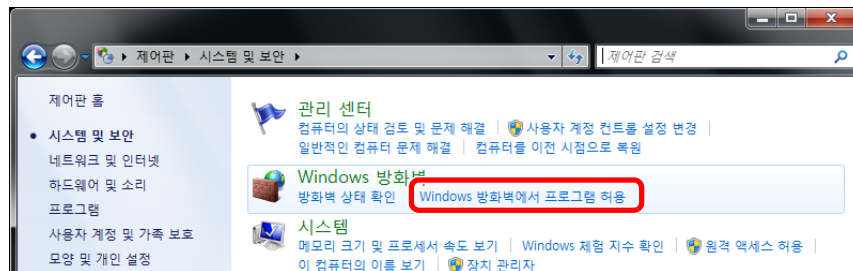 제어판 ▸ 시스템 및 보안 ▸
제어판 검색
제어판 홈
시스템 및 보안
네트워크 및 인터넷
하드웨어 및 소리
프로그램
사용자 계정 및 가족 보호
모양 및 개인 설정
관리 센터
컴퓨터의 상태 검토 및 문제 해결 사용자 계정 컨트롤 설정 변경
일반적인 컴퓨터 문제 해결 컴퓨터를 이전 시점으로 복원
Windows 방화벽
방화벽 상태 확인 Windows 방화벽에서 프로그램 허용
시스템
메모리 크기 및 프로세서 속도 보기 Windows 체험 지수 확인 원격 액세스 허용
이 컴퓨터의 이름 보기 장치 관리자